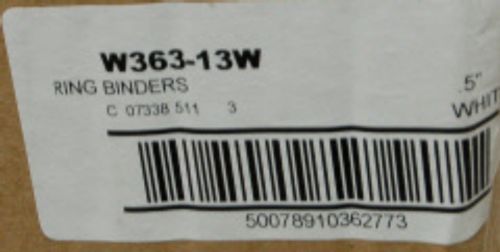 W363-13W
RING BINDERS .5"
C 07338 511 3
50078910362773